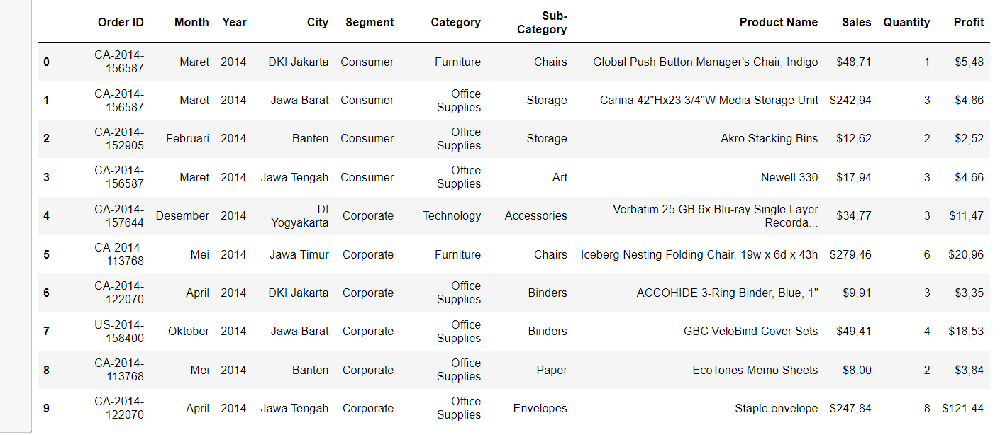 Order ID Month Year City Segment Category Sub-Category Product Name Sales Quantity Profit
0 CA-2014-156587 Maret 2014 DKI Jakarta Consumer Furniture Chairs Global Push Button Manager's Chair, Indigo $48,71 1 $5,48
1 CA-2014-156587 Maret 2014 Jawa Barat Consumer Office Supplies Storage Carina 42"Hx23 3/4"W Media Storage Unit $242,94 3 $4,86
2 CA-2014-152905 Februari 2014 Banten Consumer Office Supplies Storage Akro Stacking Bins $12,62 2 $2,52
3 CA-2014-156587 Maret 2014 Jawa Tengah Consumer Office Supplies Art Newell 330 $17,94 3 $4,66
4 CA-2014-157644 Desember 2014 DI Yogyakarta Corporate Technology Accessories Verbatim 25 GB 6x Blu-ray Single Layer Recorda... $34,77 3 $11,47
5 CA-2014-113768 Mei 2014 Jawa Timur Corporate Furniture Chairs Iceberg Nesting Folding Chair, 19w x 6d x 43h $279,46 6 $20,96
6 CA-2014-122070 April 2014 DKI Jakarta Corporate Office Supplies Binders ACCOHIDE 3-Ring Binder, Blue, 1" $9,91 3 $3,35
7 US-2014-158400 Oktober 2014 Jawa Barat Corporate Office Supplies Binders GBC VeloBind Cover Sets $49,41 4 $18,53
8 CA-2014-113768 Mei 2014 Banten Corporate Office Supplies Paper EcoTones Memo Sheets $8,00 2 $3,84
9 CA-2014-122070 April 2014 Jawa Tengah Corporate Office Supplies Envelopes Staple envelope $247,84 8 $121,44